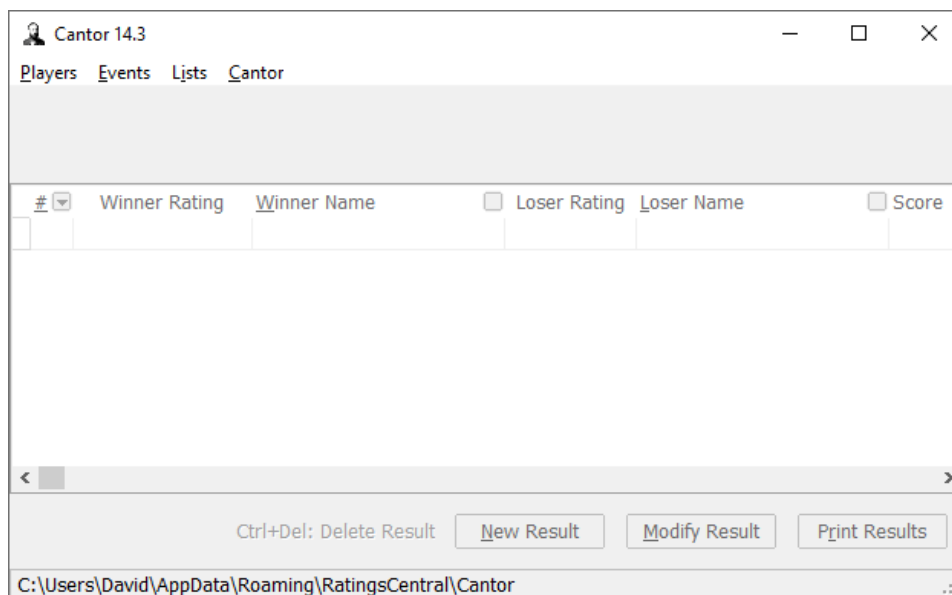 Cantor 14.3
Players Events Lists Cantor
# Winner Rating Winner Name Loser Rating Loser Name Score
Ctrl+Del: Delete Result New Result Modify Result Print Results
C:\Users\David\AppData\Roaming\RatingsCentral\Cantor